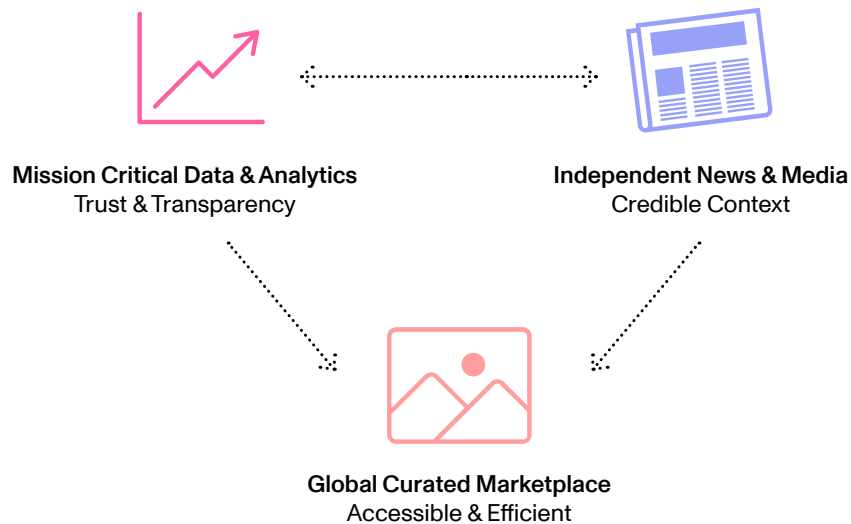 Mission Critical Data & Analytics
Trust & Transparency
Independent News & Media
Credible Context
Global Curated Marketplace
Accessible & Efficient